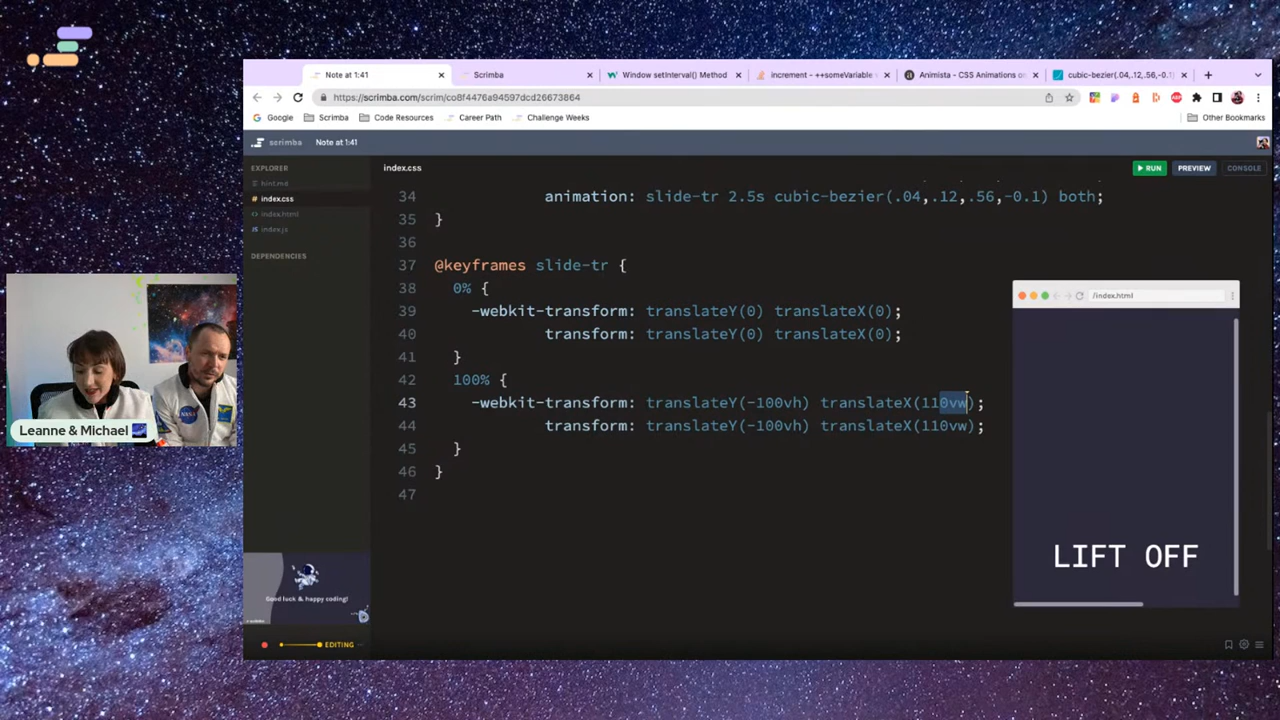 Note at 1:41
Scrimba
Window setInterval() Method
increment - ++someVariable
Animista - CSS Animations o
cubic-bezier(.04,.12,.56,-0.1)
https://scrimba.com/scrim/co8f4476a94597dcd26673864
Google
Scrimba
Code Resources
Career Path
Challenge Weeks
Other Bookmarks
scrimba
Note at 1:41
EXPLORER
hint.md
index.css
index.html
index.js
DEPENDENCIES
index.css
RUN
PREVIEW
CONSOLE
34 animation: slide-tr 2.5s cubic-bezier(.04,.12,.56,-0.1) both;
35 }
36
37 @keyframes slide-tr {
38 0% {
39 -webkit-transform: translateY(0) translateX(0);
40 transform: translateY(0) translateX(0);
41 }
42 100% {
43 -webkit-transform: translateY(-100vh) translateX(110vw);
44 transform: translateY(-100vh) translateX(110vw);
45 }
46 }
47
/index.html
LIFT OFF
Leanne & Michael
Good luck & happy coding!
EDITING